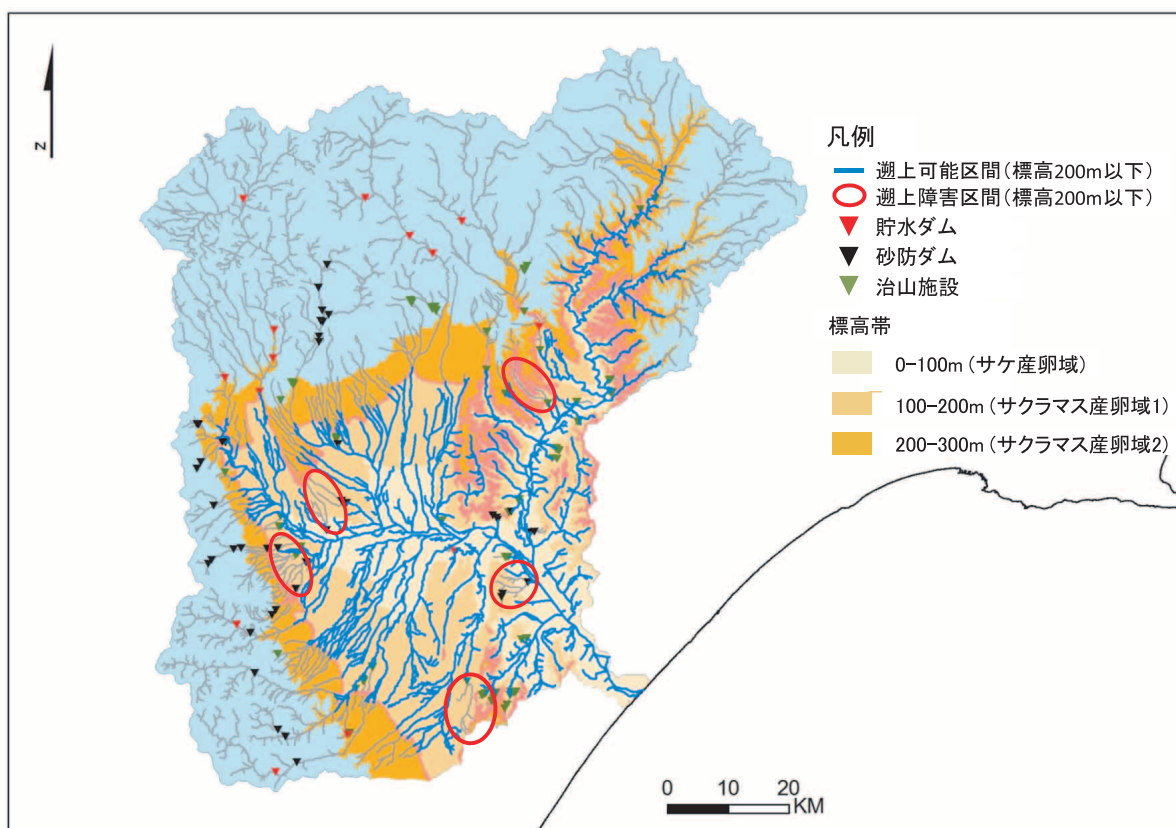 N
凡例
遡上可能区間(標高200m以下)
遡上障害区間(標高200m以下)
貯水ダム
砂防ダム
治山施設
標高帯
0-100m (サケ産卵域)
100-200m (サクラマス産卵域1)
200-300m (サクラマス産卵域2)
0 10 20
KM